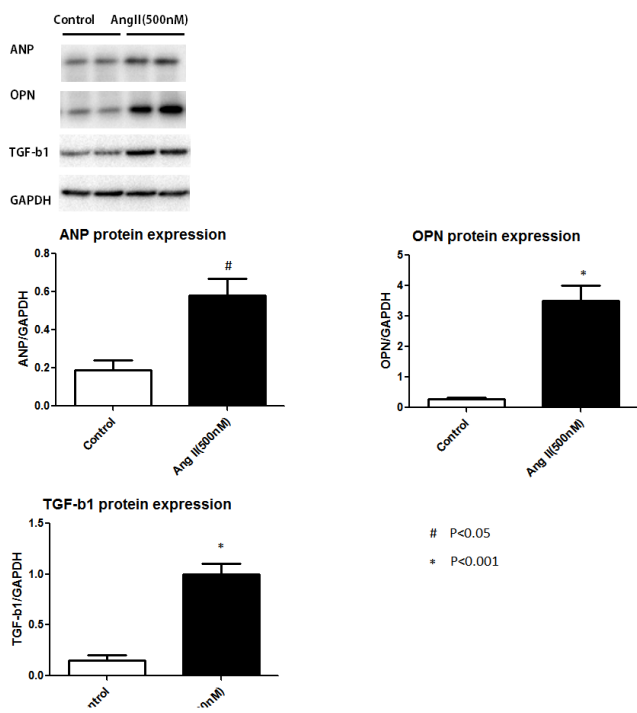 Control AngII(500nM)
ANP
OPN
TGF-b1
GAPDH
ANP protein expression
ANP/GAPDH
0.8
0.6
0.4
0.2
0.0
Control
Ang II(500nM)
OPN protein expression
OPN/GAPDH
5
4
3
2
1
0
*
Control
Ang II(500nM)
#
TGF-b1 protein expression
TGF-b1/GAPDH
1.5
1.0
0.5
0.0
*
ntrol
0nM)
# P<0.05
* P<0.001